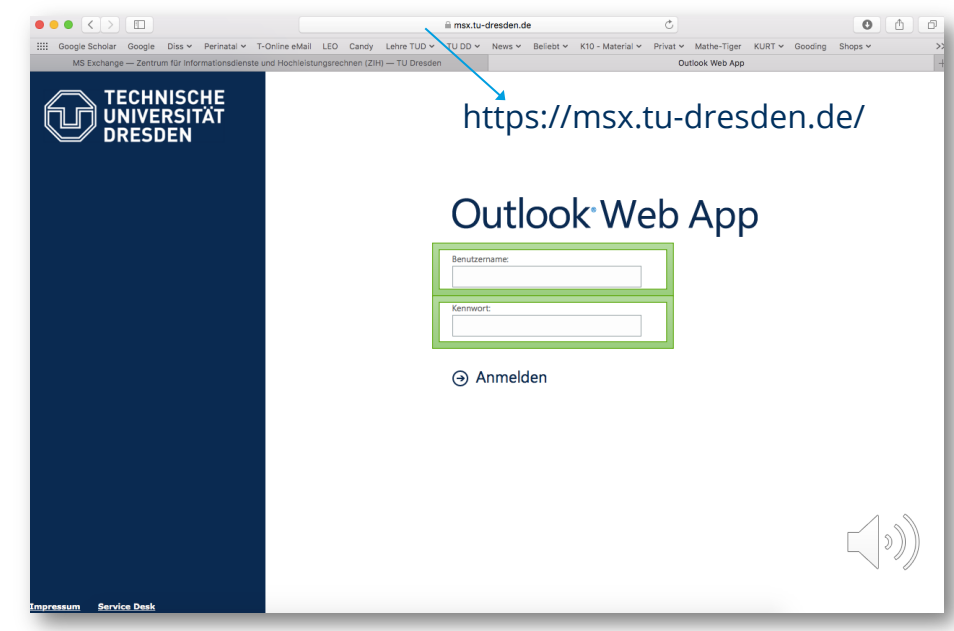 msx.tu-dresden.de
Google Scholar Google Diss Perinatal T-Online eMail LEO Candy Lehre TUD TU DD News Beliebt K10 - Material Privat Mathe-Tiger KURT Gooding Shops >>
MS Exchange — Zentrum für Informationsdienste und Hochleistungsrechnen (ZIH) — TU Dresden Outlook Web App +
TECHNISCHE
UNIVERSITÄT
DRESDEN
https://msx.tu-dresden.de/
Outlook Web App
Benutzername:
Kennwort:
Anmelden
Impressum Service Desk